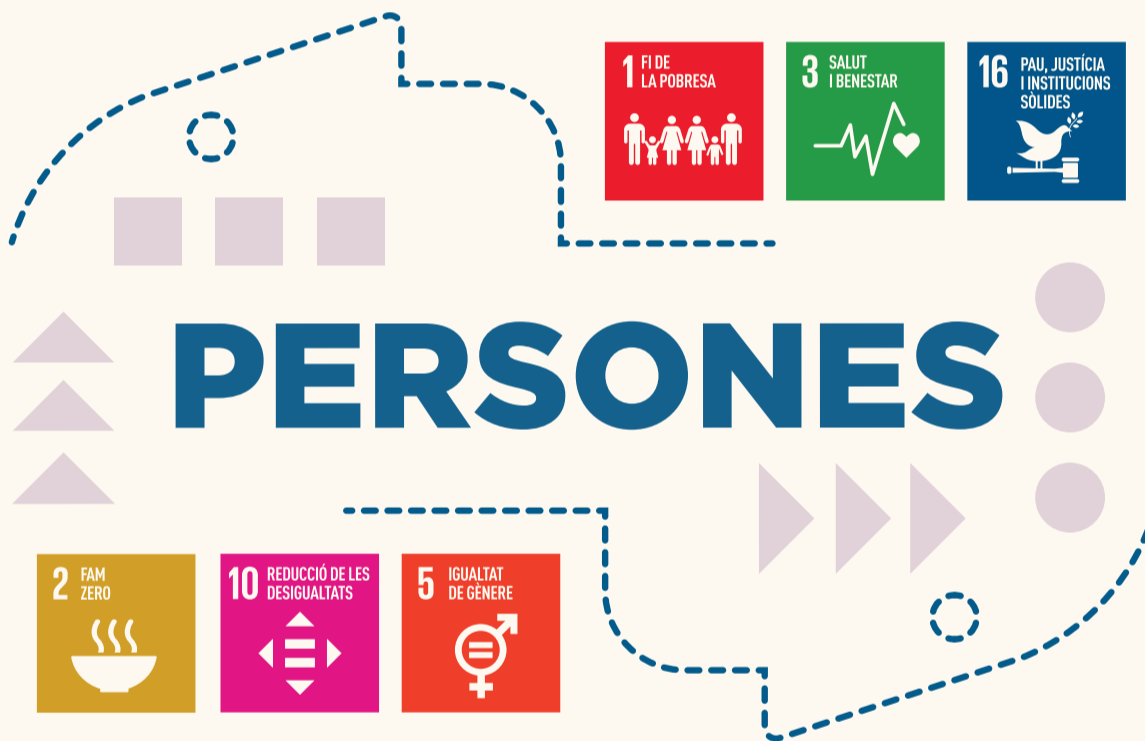 1 FI DE
LA POBRESA
3 SALUT
I BENESTAR
16 PAU, JUSTÍCIA
I INSTITUCIONS
SÒLIDES
PERSONES
2 FAM
ZERO
10 REDUCCIÓ DE LES
DESIGUALTATS
5 IGUALTAT
DE GÈNERE